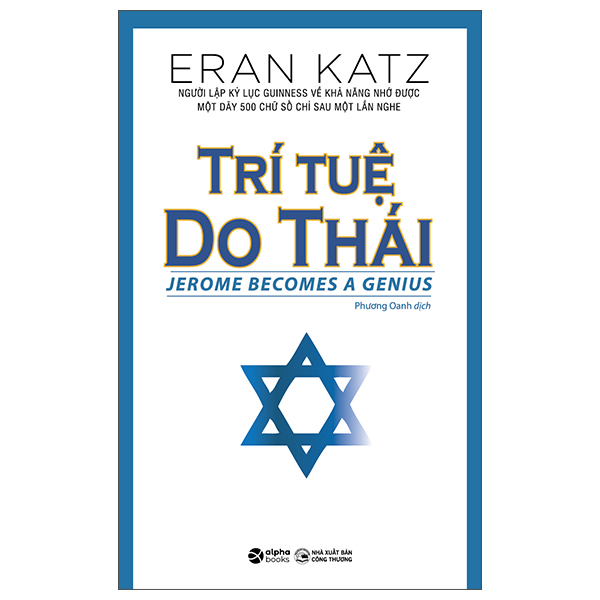 ERAN KATZ
NGƯỜI LẬP KỶ LỤC GUINNESS VỀ KHẢ NĂNG NHỚ ĐƯỢC
MỘT DÃY 500 CHỮ SỐ CHỈ SAU MỘT LẦN NGHE
TRÍ TUỆ
DO THÁI
JEROME BECOMES A GENIUS
Phương Oanh dịch
alpha
books
NHÀ XUẤT BẢN
CÔNG THƯƠNG